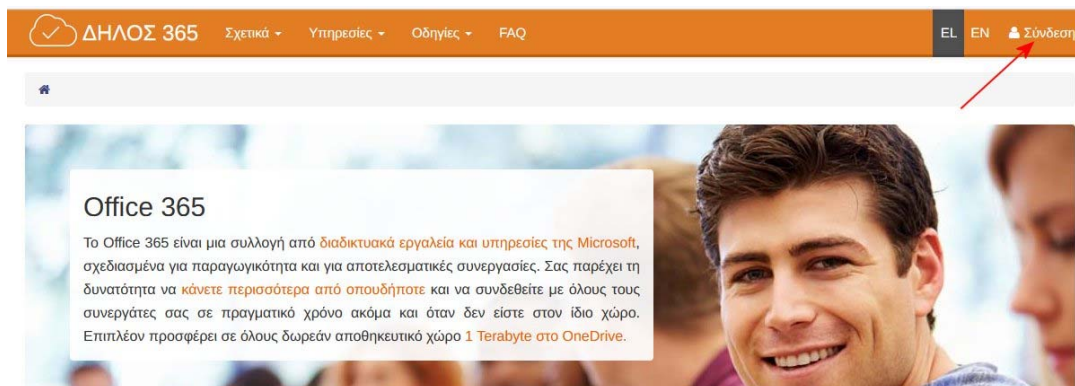 ΔΗΛΟΣ 365 Σχετικά Υπηρεσίες Οδηγίες FAQ EL EN Σύνδεση
Office 365
Το Office 365 είναι μια συλλογή από διαδικτυακά εργαλεία και υπηρεσίες της Microsoft,
σχεδιασμένα για παραγωγικότητα και για αποτελεσματικές συνεργασίες. Σας παρέχει τη
δυνατότητα να κάνετε περισσότερα από οπουδήποτε και να συνδεθείτε με όλους τους
συνεργάτες σας σε πραγματικό χρόνο ακόμα και όταν δεν είστε στον ίδιο χώρο.
Επιπλέον προσφέρει σε όλους δωρεάν αποθηκευτικό χώρο 1 Terabyte στο OneDrive.